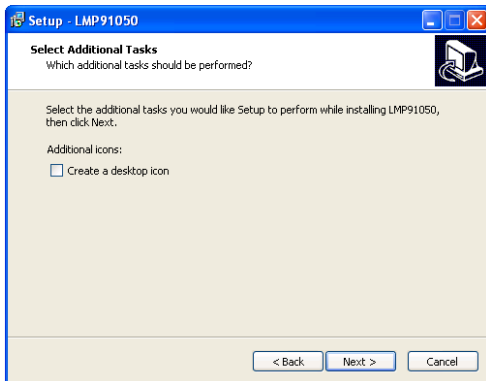 Setup - LMP91050
Select Additional Tasks
Which additional tasks should be performed?
Select the additional tasks you would like Setup to perform while installing LMP91050,
then click Next.
Additional icons:
Create a desktop icon
< Back
Next >
Cancel